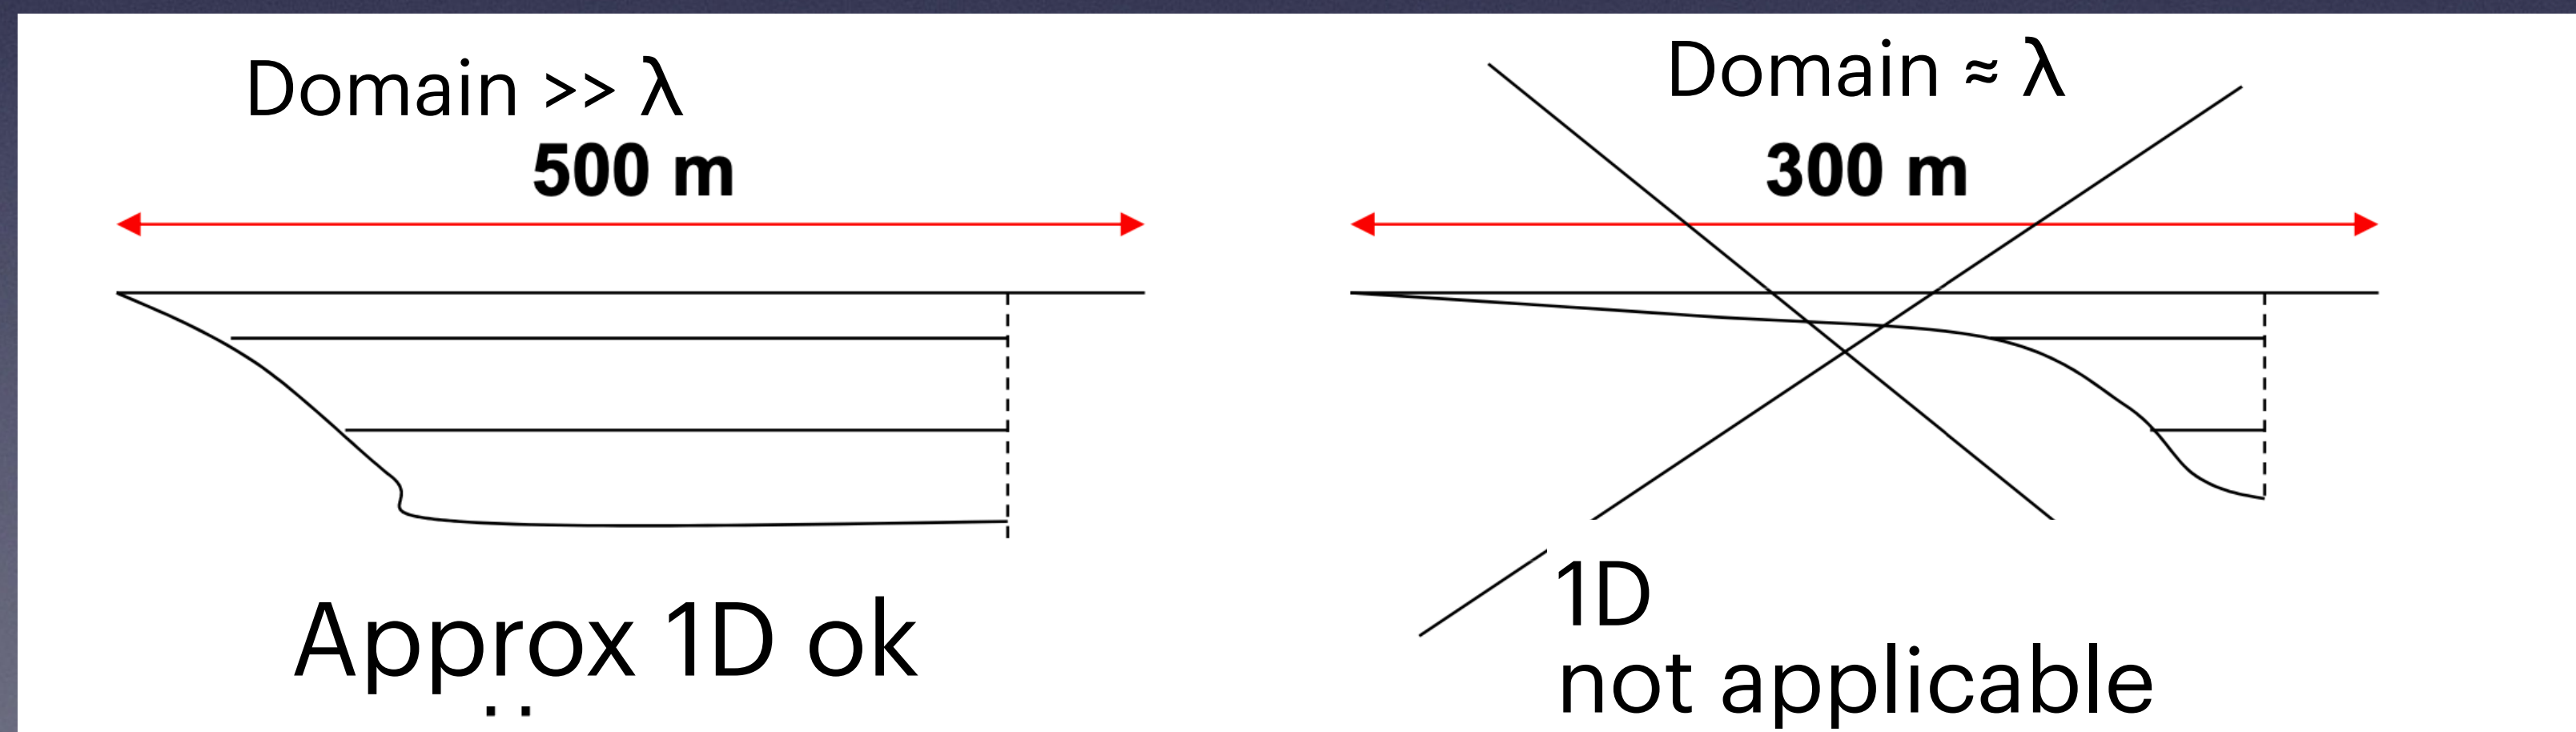 Domain >> λ
500 m
Approx 1D ok
Domain ≈ λ
300 m
1D
not applicable